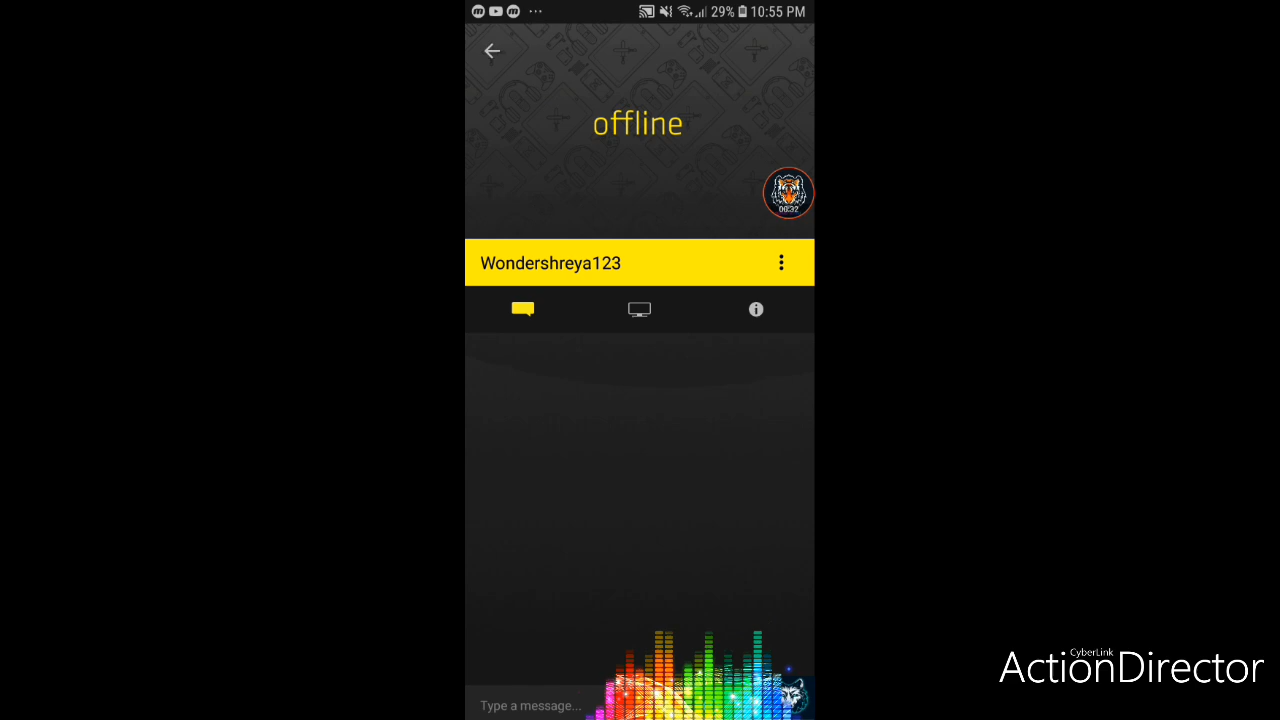 29% 10:55 PM
offline
00:32
Wondershreya123
Type a message...
CyberLink
ActionDirector